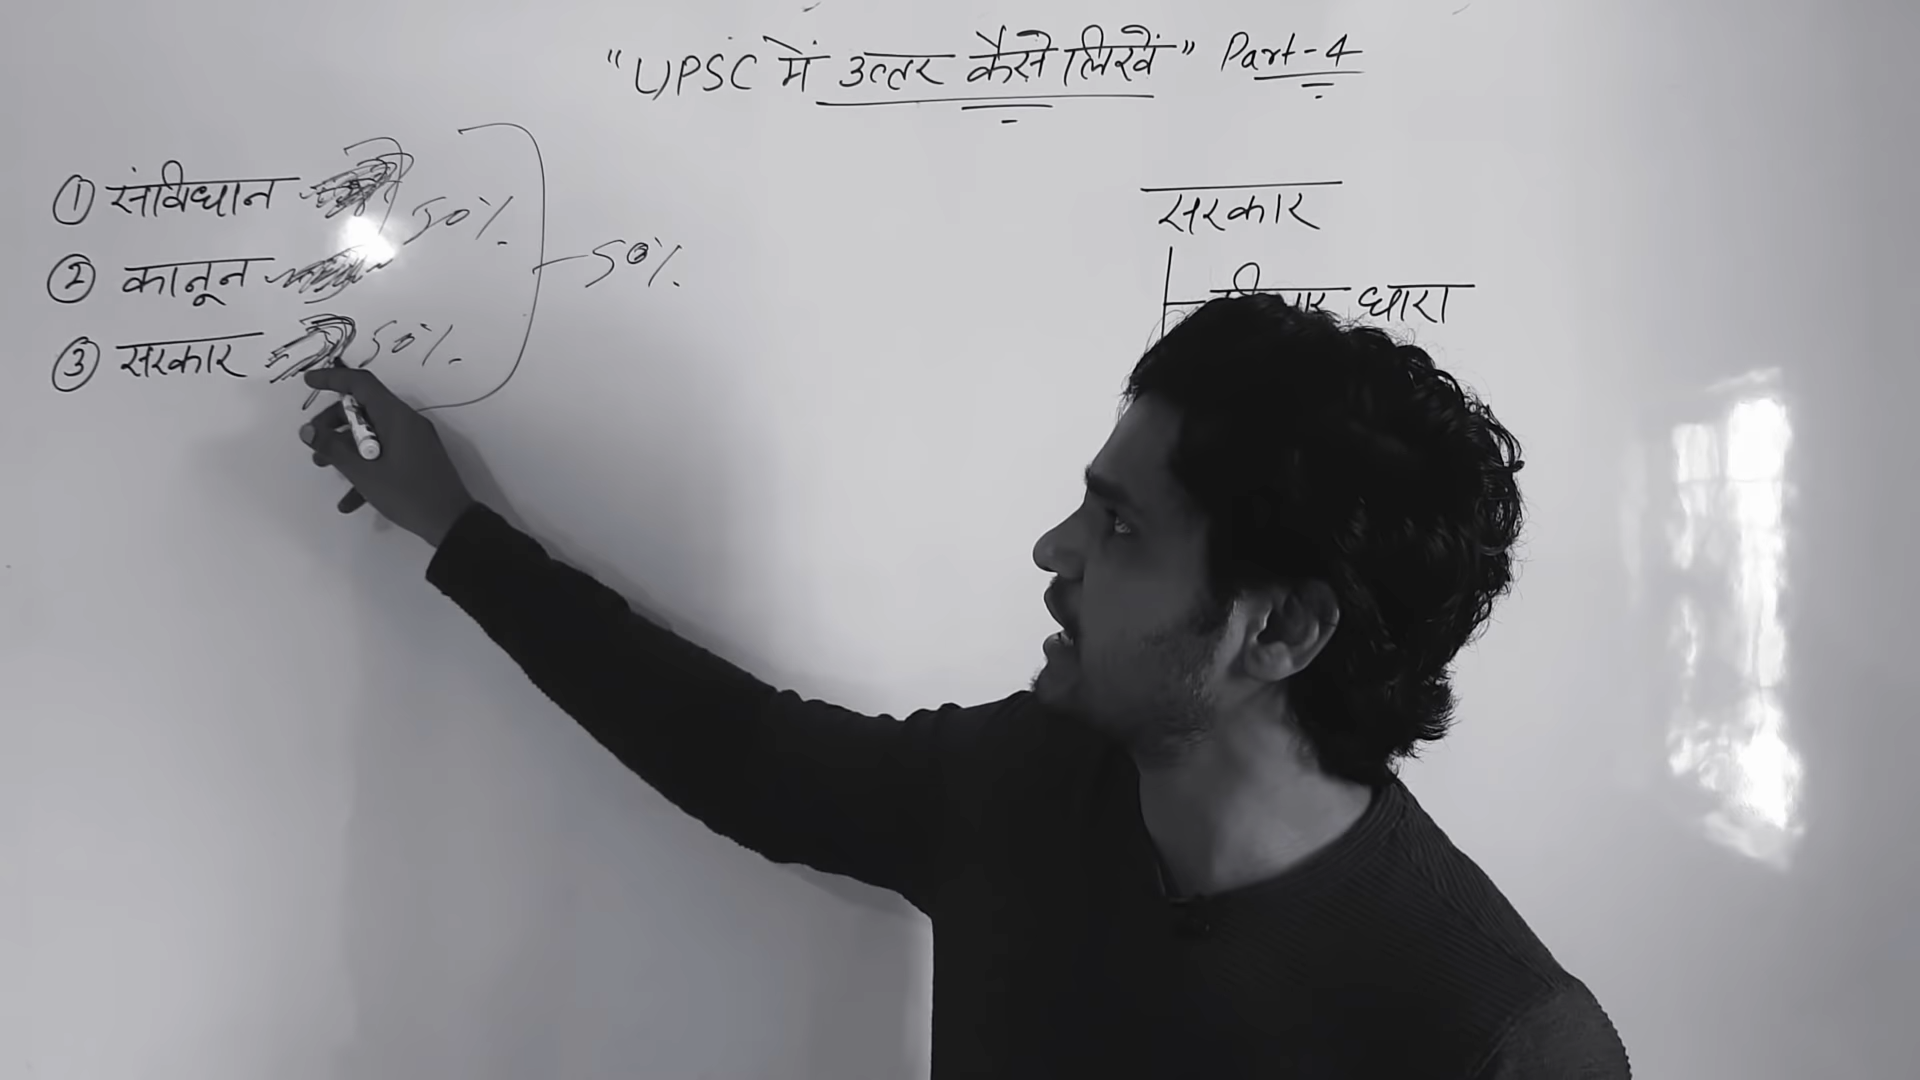 "UPSC में उत्तर कैसे लिखें" Part-4
① संविधान 50%
② कानून
③ सरकार 50%
50%
सरकार
धारा